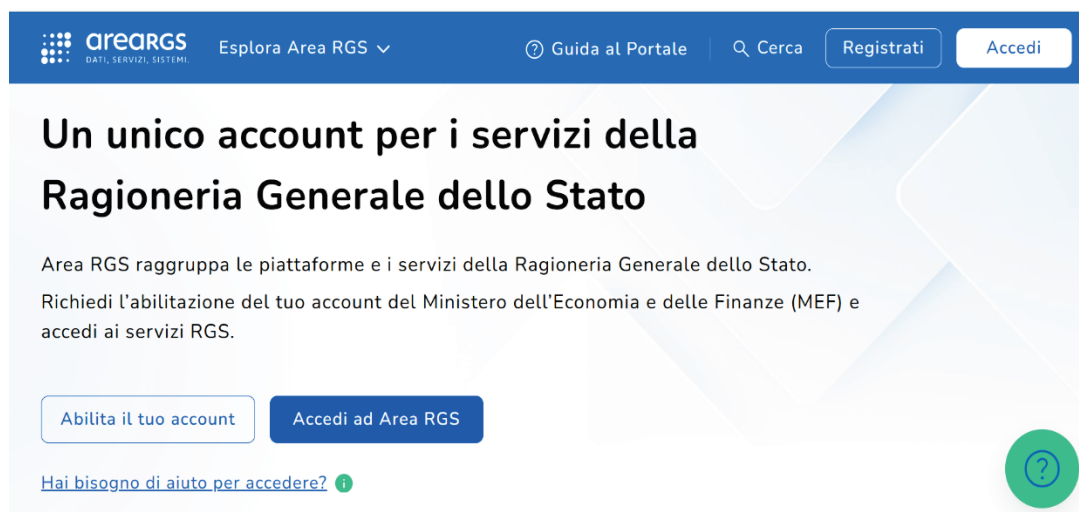 areaRGS
DATI, SERVIZI, SISTEMI.
Esplora Area RGS
Guida al Portale
Cerca
Registrati
Accedi
Un unico account per i servizi della
Ragioneria Generale dello Stato
Area RGS raggruppa le piattaforme e i servizi della Ragioneria Generale dello Stato.
Richiedi l'abilitazione del tuo account del Ministero dell'Economia e delle Finanze (MEF) e
accedi ai servizi RGS.
Abilita il tuo account
Accedi ad Area RGS
Hai bisogno di aiuto per accedere?